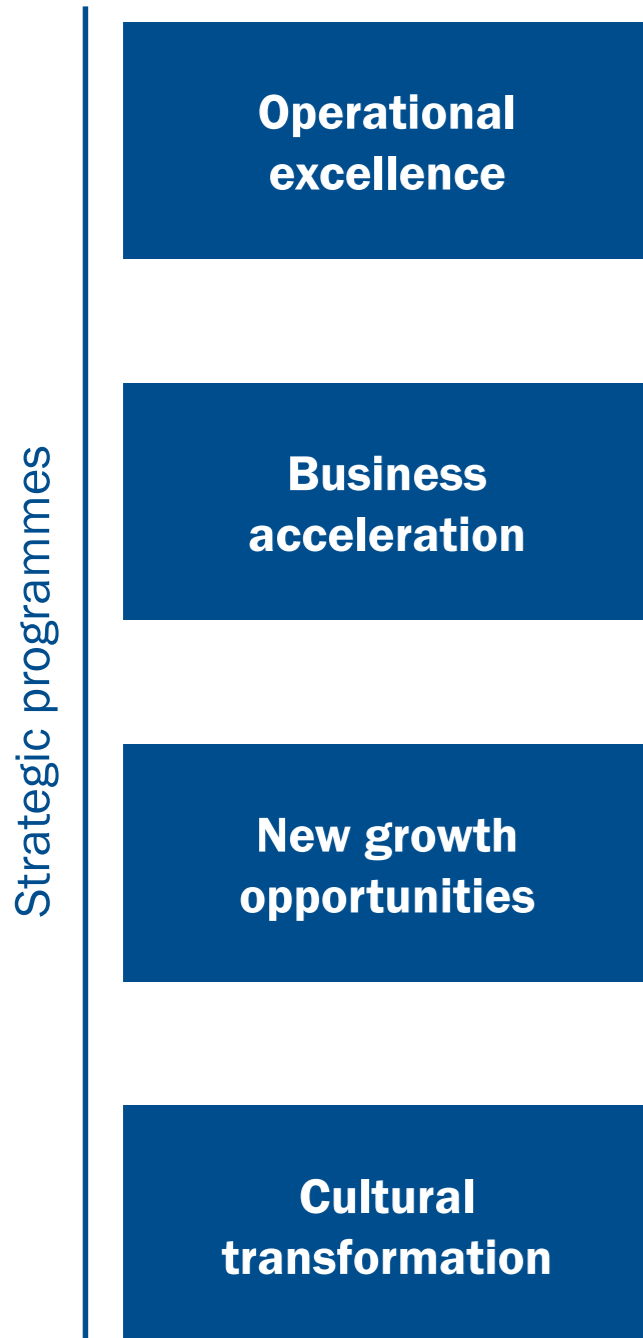 Strategic programmes
Operational
excellence
Business
acceleration
New growth
opportunities
Cultural
transformation